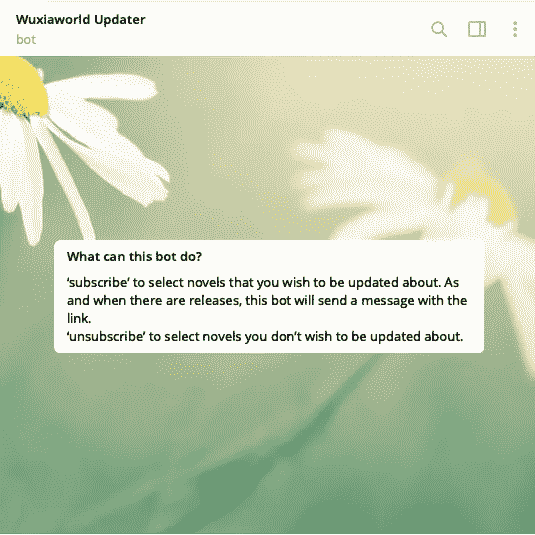 Wuxiaworld Updater
bot
What can this bot do?
‘subscribe’ to select novels that you wish to be updated about. As
and when there are releases, this bot will send a message with the
link.
‘unsubscribe’ to select novels you don’t wish to be updated about.